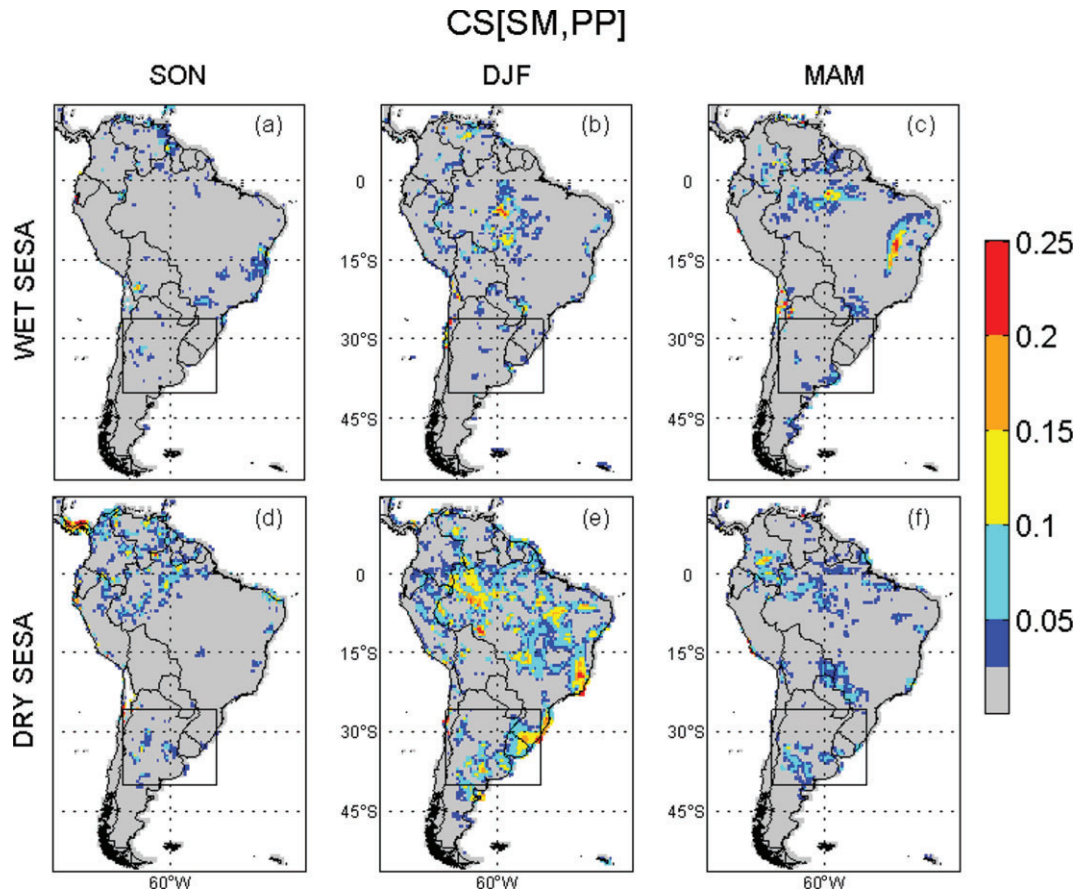 CS[SM,PP]
SON DJF MAM
WET SESA
(a) (b) (c)
0 0
15°S 15°S
30°S 30°S
45°S 45°S
DRY SESA
(d) (e) (f)
0 0
15°S 15°S
30°S 30°S
45°S 45°S
60°W 60°W 60°W
0.25
0.2
0.15
0.1
0.05